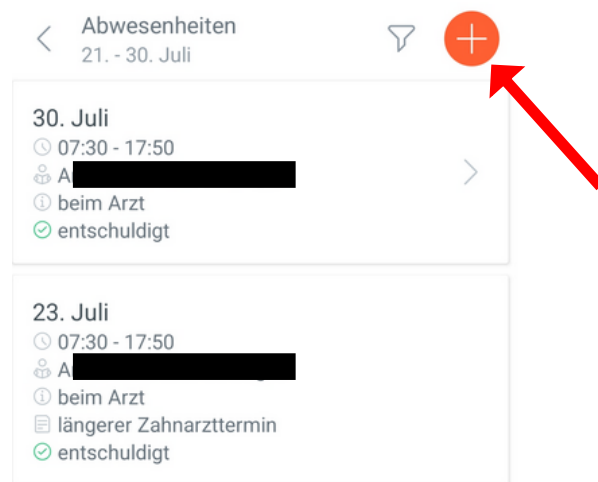 Abwesenheiten
21. - 30. Juli
30. Juli
07:30 - 17:50
A
beim Arzt
entschuldigt
23. Juli
07:30 - 17:50
A
beim Arzt
längerer Zahnarzttermin
entschuldigt